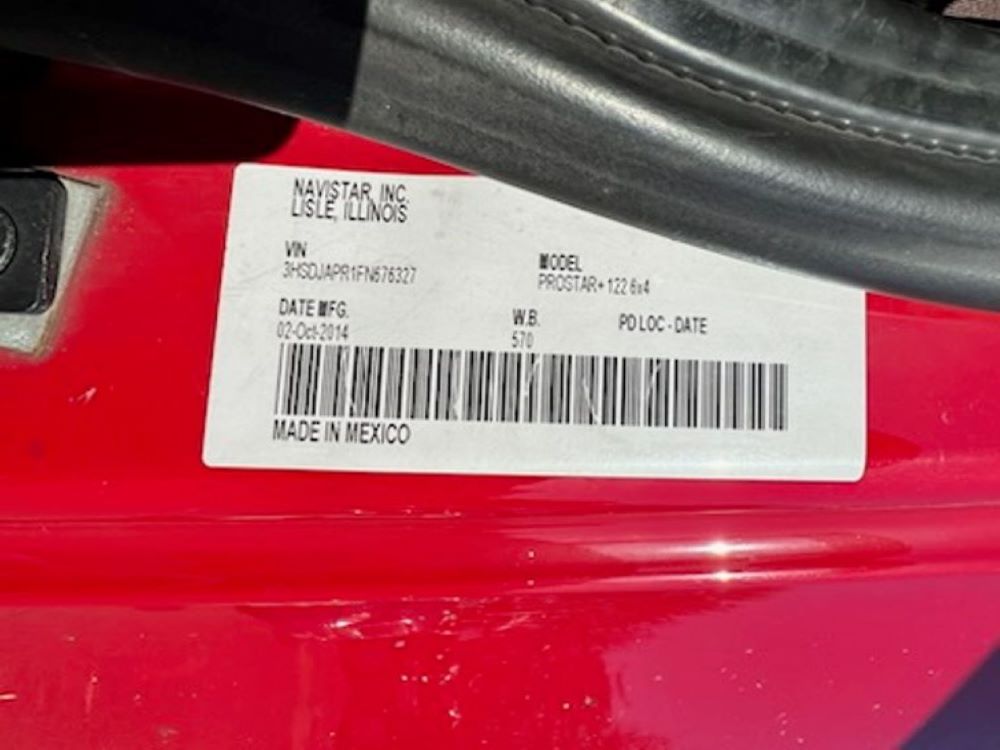 NAVISTAR, INC.
LISLE, ILLINOIS
VIN
3HSDJAPR1FN676327
MODEL
PROSTAR+ 122 6x4
DATE MFG.
02-Oct-2014
W.B.
570
PD LOC - DATE
MADE IN MEXICO